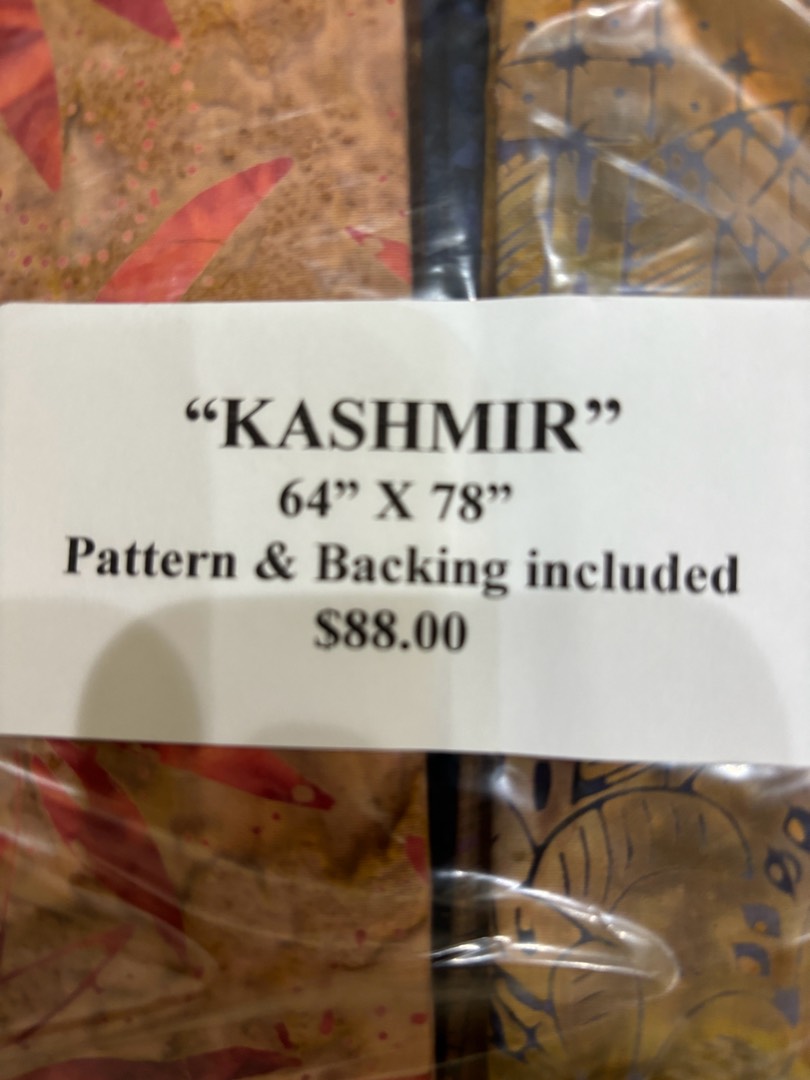 “KASHMIR”
64” X 78”
Pattern & Backing included
$88.00